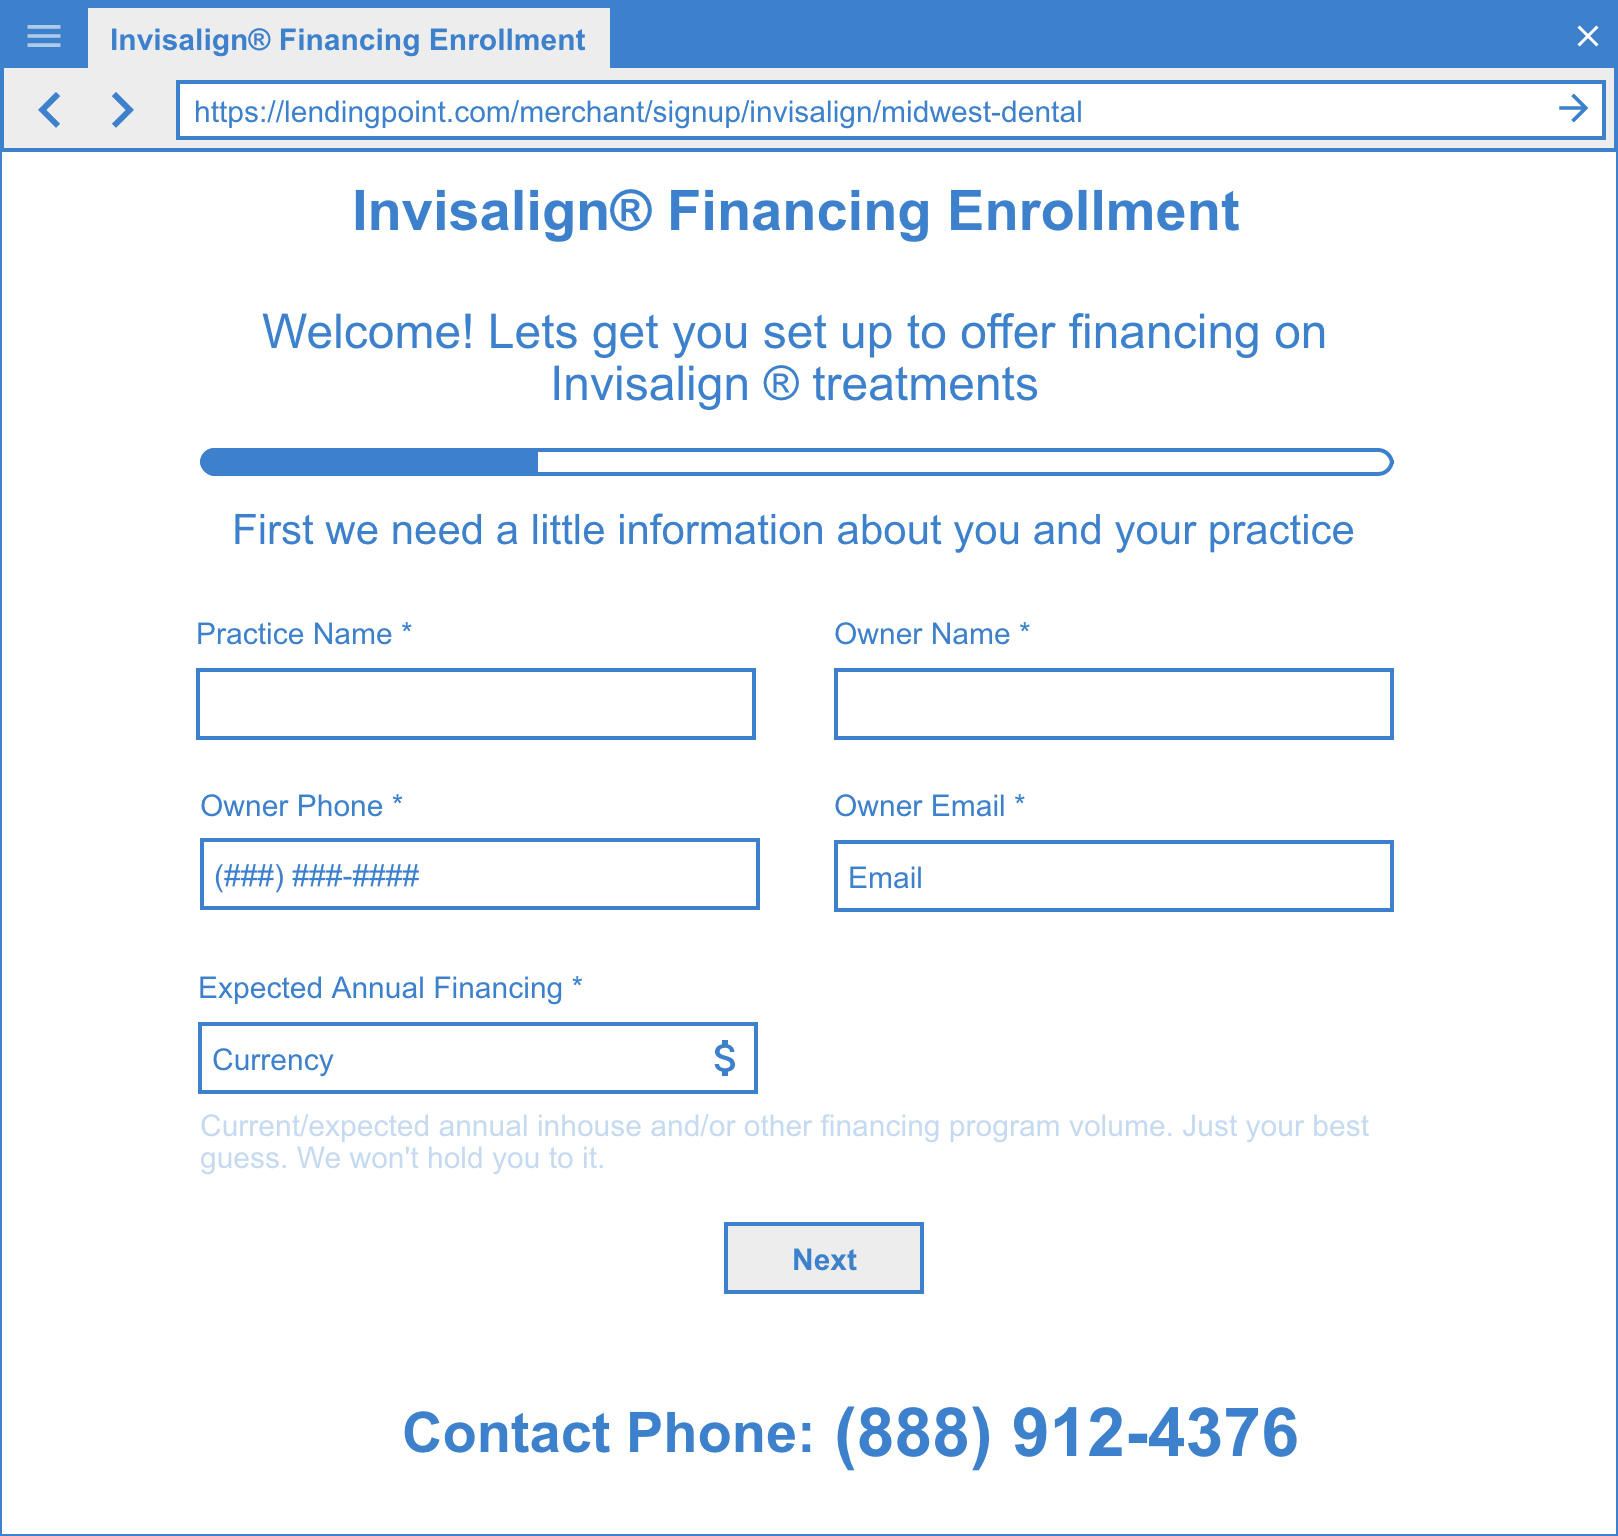 Invisalign® Financing Enrollment
https://lendingpoint.com/merchant/signup/invisalign/midwest-dental
Invisalign® Financing Enrollment
Welcome! Lets get you set up to offer financing on
Invisalign ® treatments
First we need a little information about you and your practice
Practice Name *
Owner Name *
Owner Phone *
Owner Email *
(###) ###-####
Email
Expected Annual Financing *
Currency $
Current/expected annual inhouse and/or other financing program volume. Just your best
guess. We won't hold you to it.
Next
Contact Phone: (888) 912-4376